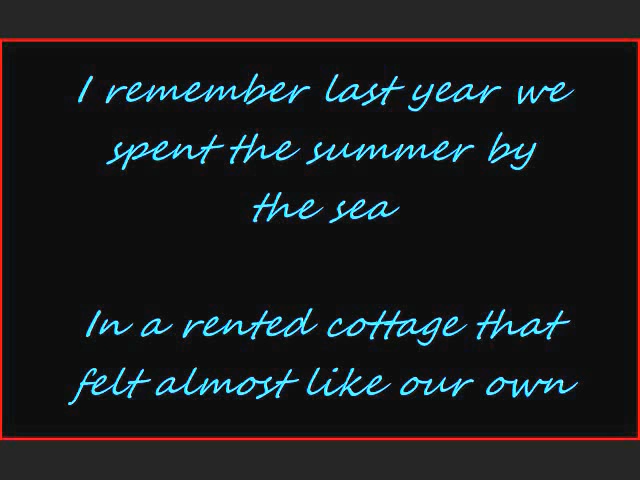 I remember last year we
spent the summer by
the sea
In a rented cottage that
felt almost like our own